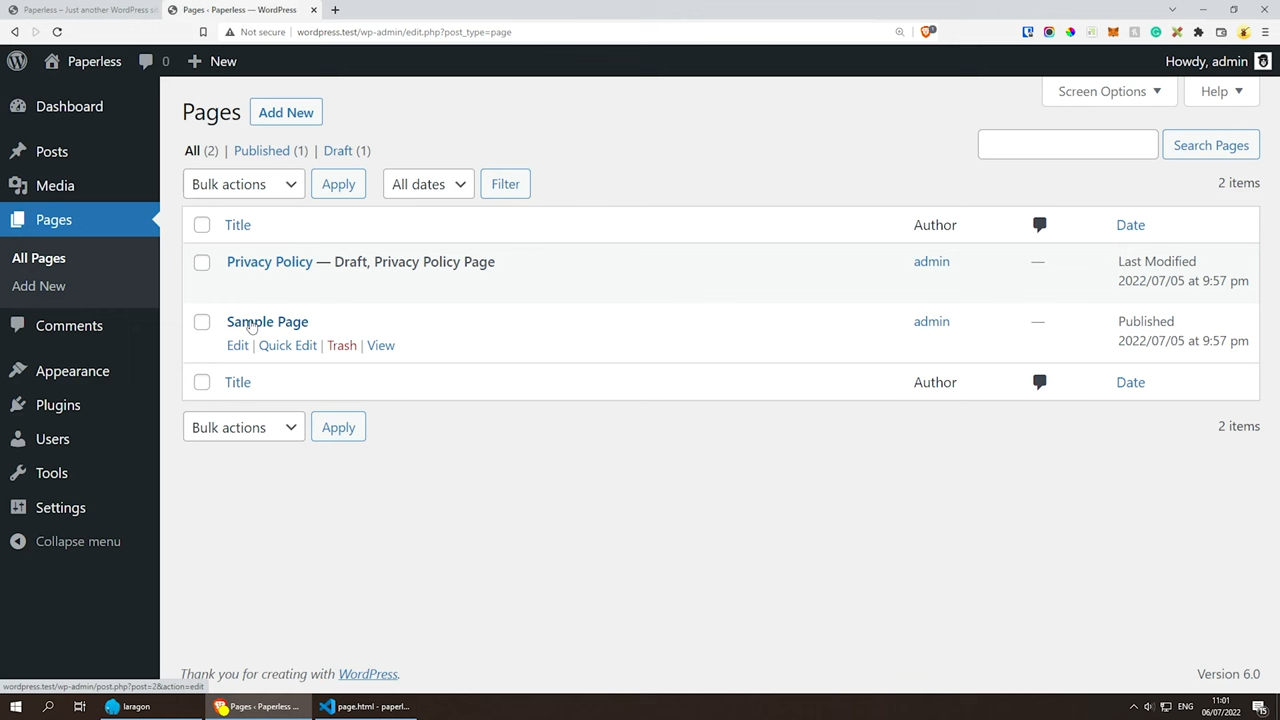 Paperless – Just another WordPress si
Pages ‹ Paperless — WordPress
Not secure
wordpress.test/wp-admin/edit.php?post_type=page
1
Paperless
0
New
Howdy, admin
Dashboard
Posts
Media
Pages
All Pages
Add New
Comments
Appearance
Plugins
Users
Tools
Settings
Collapse menu
Screen Options
Help
Pages
Add New
All (2) | Published (1) | Draft (1)
Search Pages
Bulk actions
Apply
All dates
Filter
2 items
Title
Author
Date
Privacy Policy — Draft, Privacy Policy Page
admin
—
Last Modified
2022/07/05 at 9:57 pm
Sample Page
Edit | Quick Edit | Trash | View
admin
—
Published
2022/07/05 at 9:57 pm
Title
Author
Date
Bulk actions
Apply
2 items
Thank you for creating with WordPress.
Version 6.0
wordpress.test/wp-admin/post.php?post=2&action=edit
laragon
Pages ‹ Paperless ...
page.html - paperl...
ENG
11:01
06/07/2022
15